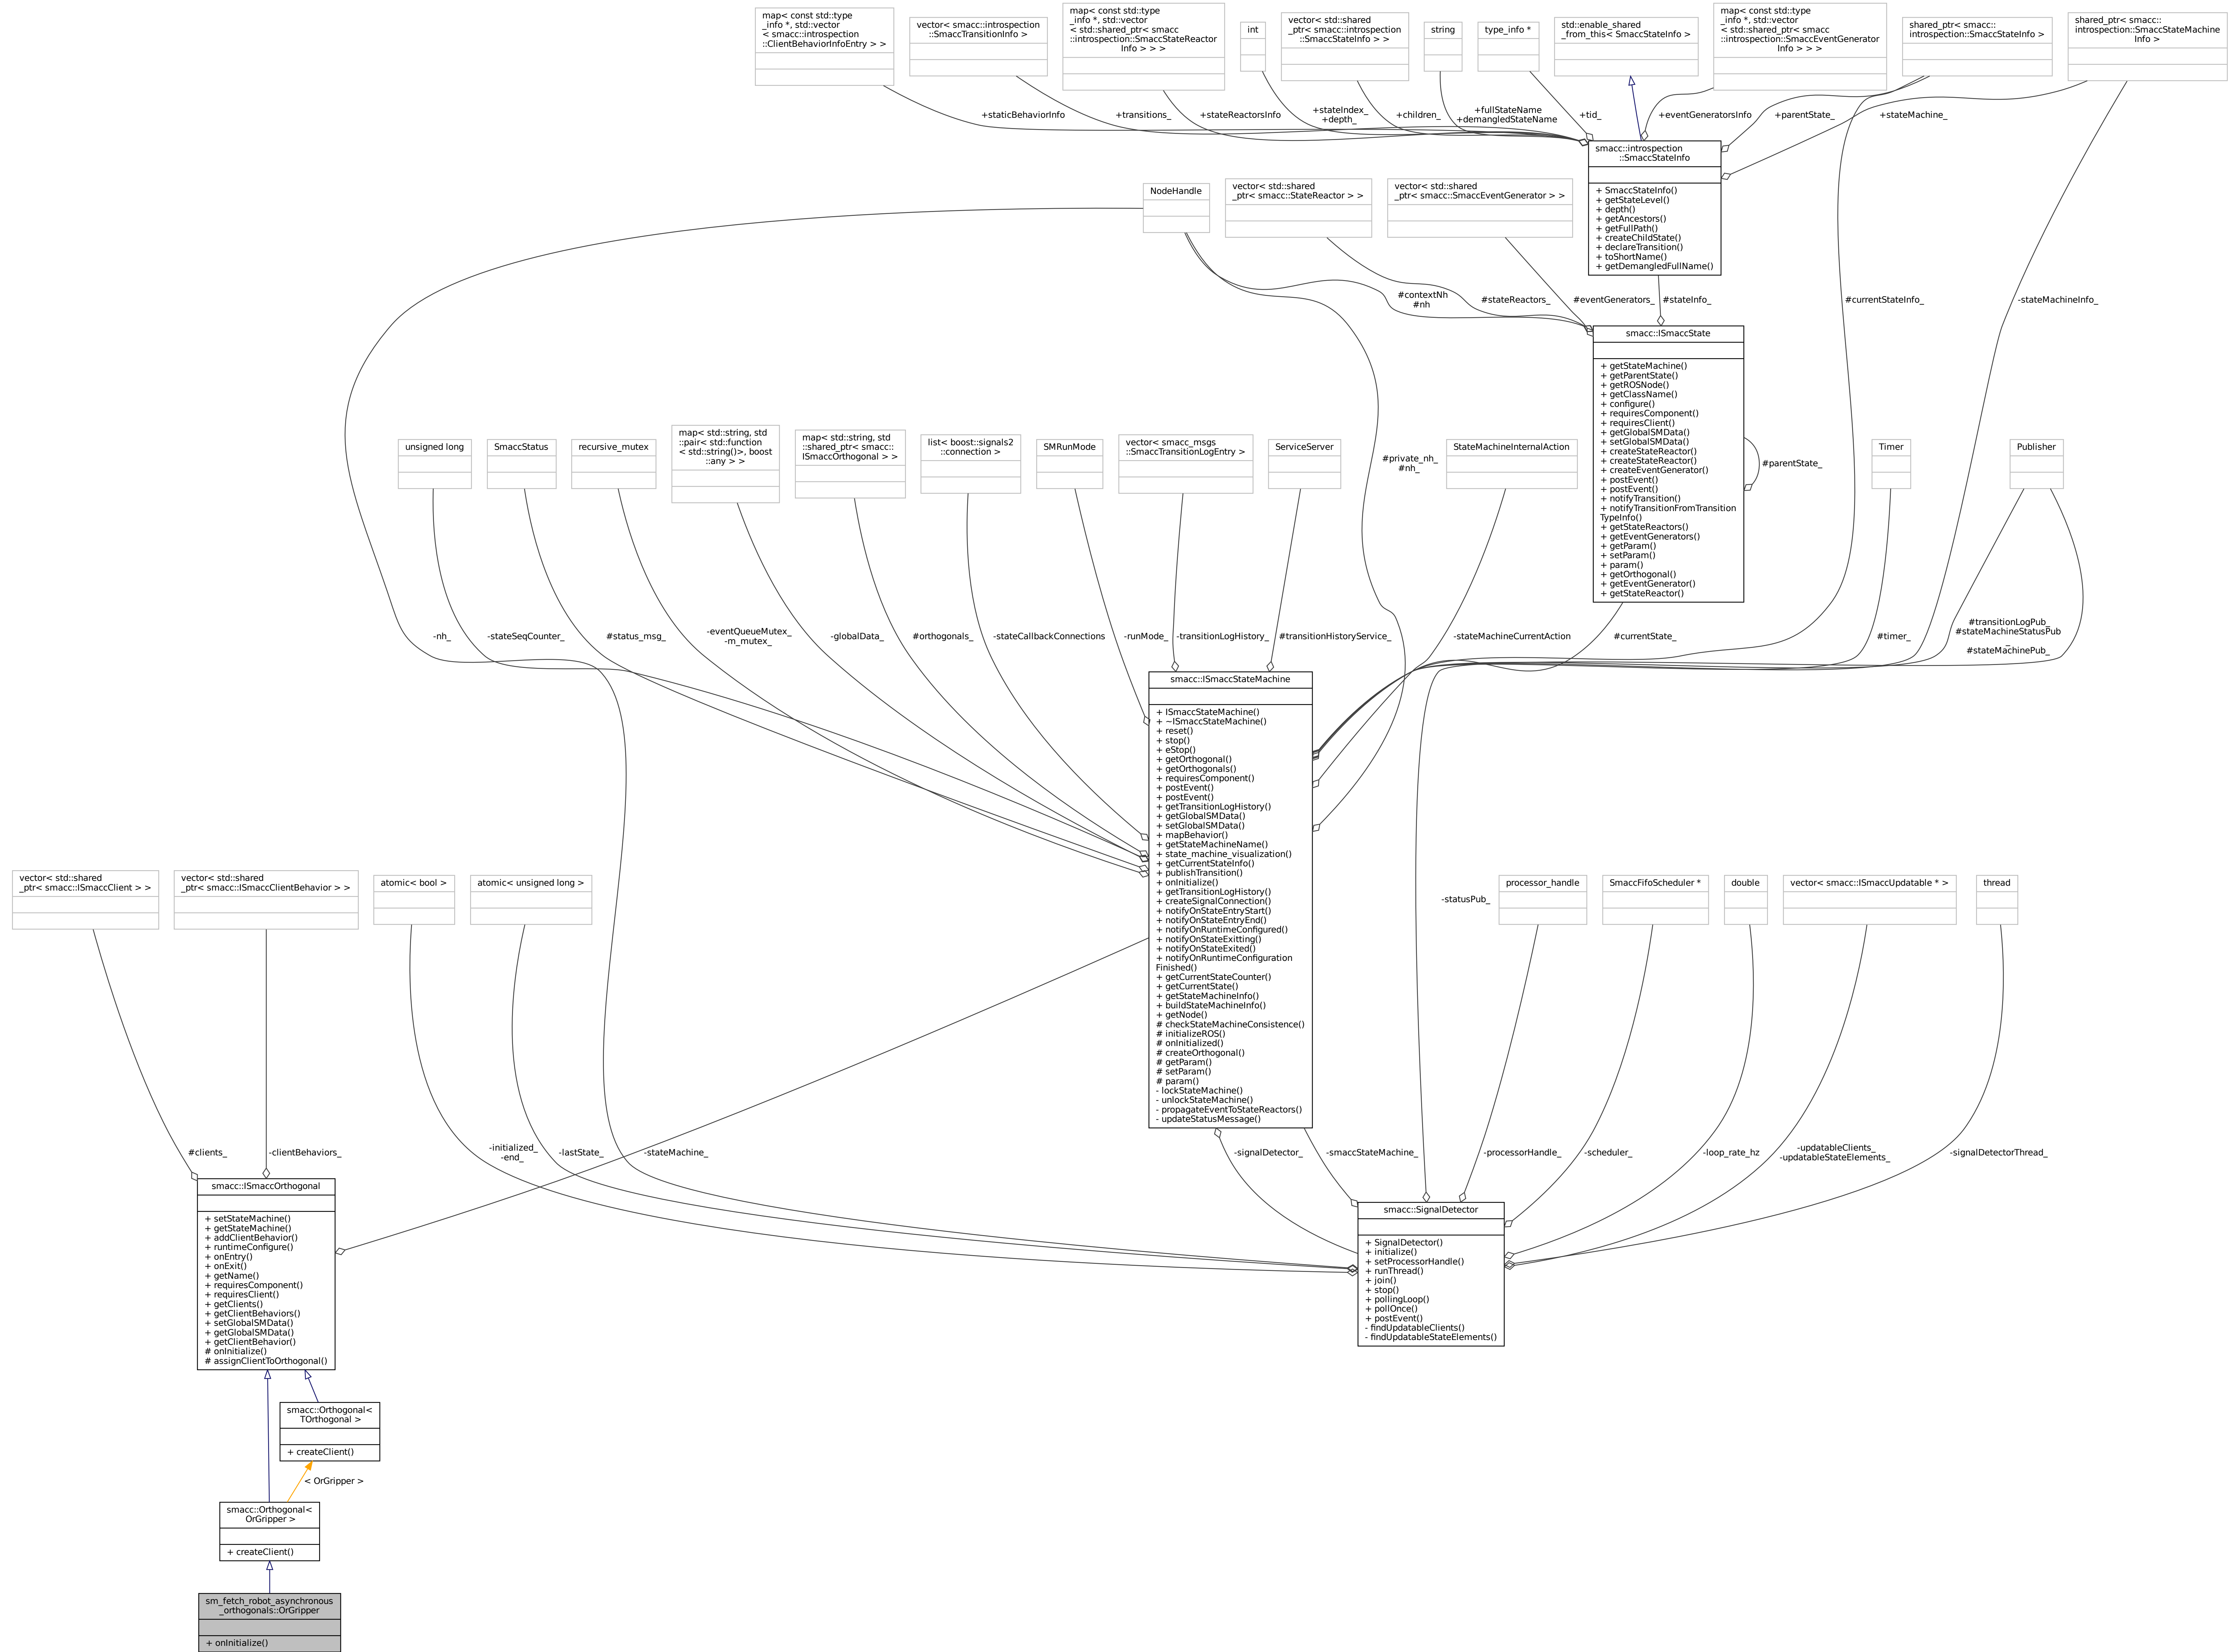 map< const std::type
_info *, std::vector
< smacc::introspection
::ClientBehaviorInfoEntry > >
vector< smacc::introspection
::SmaccTransitionInfo >
map< const std::type
_info *, std::vector
< std::shared_ptr< smacc
::introspection::SmaccStateReactor
Info > > >
int
vector< std::shared
_ptr< smacc::introspection
::SmaccStateInfo > >
string
type_info *
std::enable_shared
_from_this< SmaccStateInfo >
map< const std::type
_info *, std::vector
< std::shared_ptr< smacc
::introspection::SmaccEventGenerator
Info > > >
shared_ptr< smacc::
introspection::SmaccStateInfo >
shared_ptr< smacc::
introspection::SmaccStateMachine
Info >
+staticBehaviorInfo
+transitions_
+stateReactorsInfo
+stateIndex_
+depth_
+children_
+fullStateName
+demangledStateName
+tid_
+eventGeneratorsInfo
+parentState_
+stateMachine_
smacc::introspection
::SmaccStateInfo
+ SmaccStateInfo()
+ getStateLevel()
+ depth()
+ getAncestors()
+ getFullPath()
+ createChildState()
+ declareTransition()
+ toShortName()
+ getDemangledFullName()
NodeHandle
vector< std::shared
_ptr< smacc::StateReactor > >
vector< std::shared
_ptr< smacc::SmaccEventGenerator > >
#contextNh
#nh
#stateReactors_
#eventGenerators_
#stateInfo_
#currentStateInfo_
-stateMachineInfo_
smacc::ISmaccState
+ getStateMachine()
+ getParentState()
+ getROSNode()
+ getClassName()
+ configure()
+ requiresComponent()
+ requiresClient()
+ getGlobalSMData()
+ setGlobalSMData()
+ createStateReactor()
+ createStateReactor()
+ createEventGenerator()
+ postEvent()
+ postEvent()
+ notifyTransition()
+ notifyTransitionFromTransition
TypeInfo()
+ getStateReactors()
+ getEventGenerators()
+ getParam()
+ setParam()
+ param()
+ getOrthogonal()
+ getEventGenerator()
+ getStateReactor()
#parentState_
unsigned long
SmaccStatus
recursive_mutex
map< std::string, std
::pair< std::function
< std::string()>, boost
::any > >
map< std::string, std
::shared_ptr< smacc::
ISmaccOrthogonal > >
list< boost::signals2
::connection >
SMRunMode
vector< smacc_msgs
::SmaccTransitionLogEntry >
ServiceServer
#private_nh_
#nh_
StateMachineInternalAction
Timer
Publisher
-nh_
-stateSeqCounter_
#status_msg_
-eventQueueMutex_
-m_mutex_
-globalData_
#orthogonals_
-stateCallbackConnections
-runMode_
-transitionLogHistory_
#transitionHistoryService_
-stateMachineCurrentAction
#currentState_
#timer_
#transitionLogPub_
#stateMachineStatusPub
_
#stateMachinePub_
smacc::ISmaccStateMachine
+ ISmaccStateMachine()
+ ~ISmaccStateMachine()
+ reset()
+ stop()
+ eStop()
+ getOrthogonal()
+ getOrthogonals()
+ requiresComponent()
+ postEvent()
+ postEvent()
+ getTransitionLogHistory()
+ getGlobalSMData()
+ setGlobalSMData()
+ mapBehavior()
+ getStateMachineName()
+ state_machine_visualization()
+ getCurrentStateInfo()
+ publishTransition()
+ onInitialize()
+ getTransitionLogHistory()
+ createSignalConnection()
+ notifyOnStateEntryStart()
+ notifyOnStateEntryEnd()
+ notifyOnRuntimeConfigured()
+ notifyOnStateExitting()
+ notifyOnStateExited()
+ notifyOnRuntimeConfiguration
Finished()
+ getCurrentStateCounter()
+ getCurrentState()
+ getStateMachineInfo()
+ buildStateMachineInfo()
+ getNode()
# checkStateMachineConsistence()
# initializeROS()
# onInitialized()
# createOrthogonal()
# getParam()
# setParam()
# param()
- lockStateMachine()
- unlockStateMachine()
- propagateEventToStateReactors()
- updateStatusMessage()
vector< std::shared
_ptr< smacc::ISmaccClient > >
vector< std::shared
_ptr< smacc::ISmaccClientBehavior > >
atomic< bool >
atomic< unsigned long >
-statusPub_
processor_handle
SmaccFifoScheduler *
double
vector< smacc::ISmaccUpdatable * >
thread
#clients_
-clientBehaviors_
-initialized_
-end_
-lastState_
-stateMachine_
-signalDetector_
-smaccStateMachine_
-processorHandle_
-scheduler_
-loop_rate_hz
-updatableClients_
-updatableStateElements_
-signalDetectorThread_
smacc::ISmaccOrthogonal
+ setStateMachine()
+ getStateMachine()
+ addClientBehavior()
+ runtimeConfigure()
+ onEntry()
+ onExit()
+ getName()
+ requiresComponent()
+ requiresClient()
+ getClients()
+ getClientBehaviors()
+ setGlobalSMData()
+ getGlobalSMData()
+ getClientBehavior()
# onInitialize()
# assignClientToOrthogonal()
smacc::SignalDetector
+ SignalDetector()
+ initialize()
+ setProcessorHandle()
+ runThread()
+ join()
+ stop()
+ pollingLoop()
+ pollOnce()
+ postEvent()
- findUpdatableClients()
- findUpdatableStateElements()
smacc::Orthogonal<
TOrthogonal >
+ createClient()
< OrGripper >
smacc::Orthogonal<
OrGripper >
+ createClient()
sm_fetch_robot_asynchronous
_orthogonals::OrGripper
+ onInitialize()